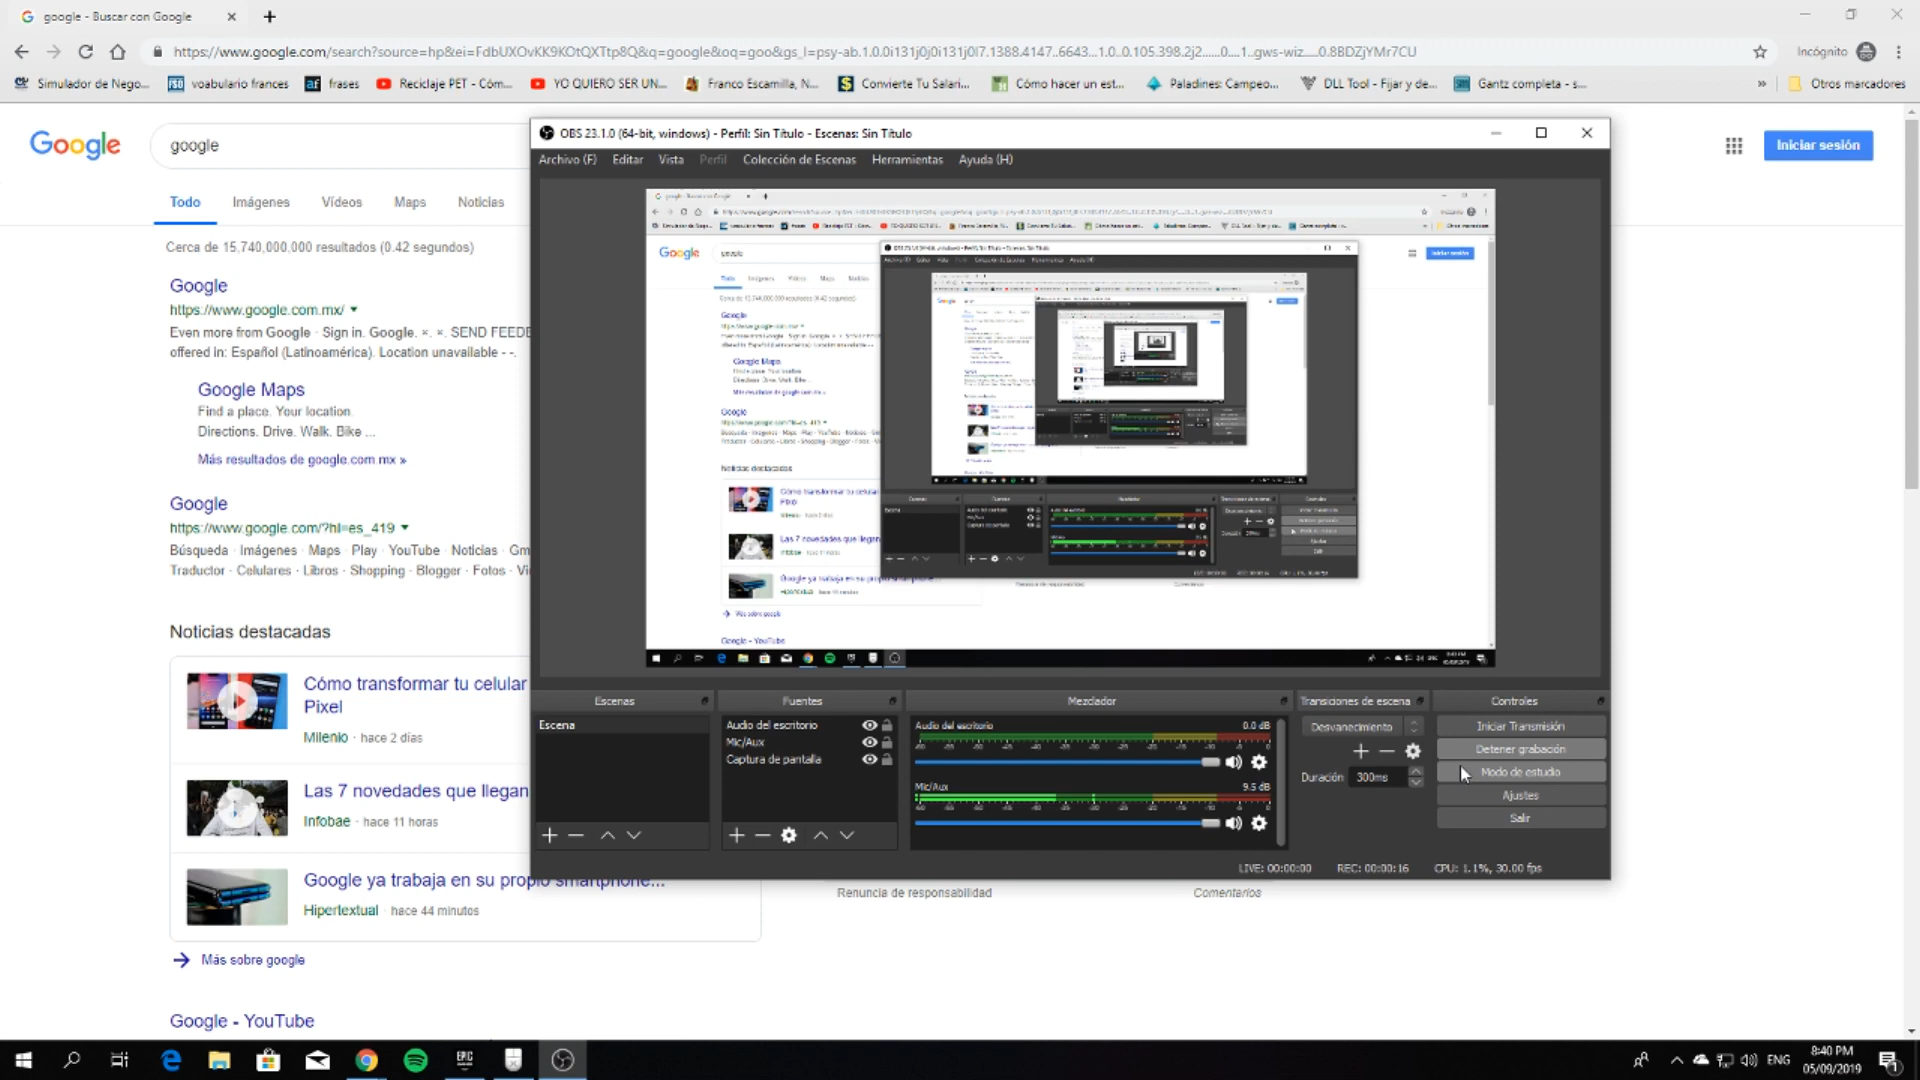 google - Buscar con Google
https://www.google.com/search?source=hp&ei=FdbUXOvKK9KOtQXTtp8Q&q=google&oq=goo&gs_l=psy-ab.1.0.0i131j0j0i131j0l7.1388.4147..6643...1.0..0.105.398.2j2......0....1..gws-wiz.....0.8BDZjYMr7CU
Incógnito
Simulador de Nego...
voabulario frances
frases
Reciclaje PET - Cóm...
YO QUIERO SER UN...
Franco Escamilla, N...
Convierte Tu Salari...
Cómo hacer un est...
Paladines: Campeo...
DLL Tool - Fijar y de...
Gantz completa - s...
Otros marcadores
Google
google
Iniciar sesión
Todo
Imágenes
Vídeos
Maps
Noticias
Cerca de 15,740,000,000 resultados (0.42 segundos)
Google
https://www.google.com.mx/
Even more from Google · Sign in. Google. ×. ×. SEND FEEDB
offered in: Español (Latinoamérica). Location unavailable - -.
Google Maps
Find a place. Your location.
Directions. Drive. Walk. Bike ...
Más resultados de google.com.mx »
Google
https://www.google.com/?hl=es_419
Búsqueda · Imágenes · Maps · Play · YouTube · Noticias · Gm
Traductor · Celulares · Libros · Shopping · Blogger · Fotos · Vi
Noticias destacadas
Cómo transformar tu celular
Pixel
Milenio · hace 2 días
Las 7 novedades que llegan
Infobae · hace 11 horas
Google ya trabaja en su propio smartphone...
Hipertextual · hace 44 minutos
Más sobre google
Google - YouTube
Renuncia de responsabilidad
Comentarios
OBS 23.1.0 (64-bit, windows) - Perfil: Sin Título - Escenas: Sin Título
Archivo (F)
Editar
Vista
Perfil
Colección de Escenas
Herramientas
Ayuda (H)
Escenas
Escena
Fuentes
Audio del escritorio
Mic/Aux
Captura de pantalla
Mezclador
Audio del escritorio
0.0 dB
Mic/Aux
9.5 dB
Transiciones de escena
Desvanecimiento
Duración
300ms
Controles
Iniciar Transmisión
Detener grabación
Modo de estudio
Ajustes
Salir
LIVE: 00:00:00
REC: 00:00:16
CPU: 1.1%, 30.00 fps
EPIC
ENG
8:40 PM
05/09/2019
1